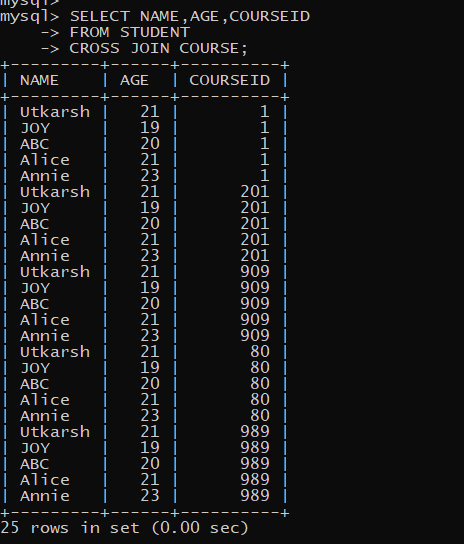 mysql>
mysql> SELECT NAME,AGE,COURSEID
    -> FROM STUDENT
    -> CROSS JOIN COURSE;
+---------+------+----------+
| NAME    | AGE  | COURSEID |
+---------+------+----------+
| Utkarsh |   21 |        1 |
| JOY     |   19 |        1 |
| ABC     |   20 |        1 |
| Alice   |   21 |        1 |
| Annie   |   23 |        1 |
| Utkarsh |   21 |      201 |
| JOY     |   19 |      201 |
| ABC     |   20 |      201 |
| Alice   |   21 |      201 |
| Annie   |   23 |      201 |
| Utkarsh |   21 |      909 |
| JOY     |   19 |      909 |
| ABC     |   20 |      909 |
| Alice   |   21 |      909 |
| Annie   |   23 |      909 |
| Utkarsh |   21 |       80 |
| JOY     |   19 |       80 |
| ABC     |   20 |       80 |
| Alice   |   21 |       80 |
| Annie   |   23 |       80 |
| Utkarsh |   21 |      989 |
| JOY     |   19 |      989 |
| ABC     |   20 |      989 |
| Alice   |   21 |      989 |
| Annie   |   23 |      989 |
+---------+------+----------+
25 rows in set (0.00 sec)